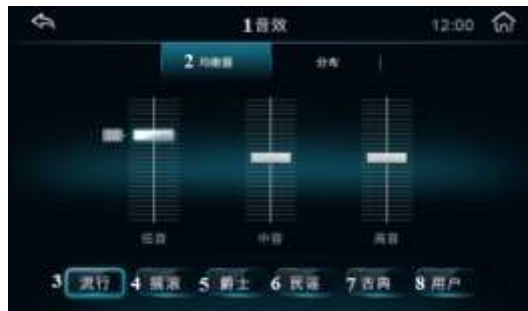 1音效
12:00
2 均衡器 分布
低音 中音 高音
3 流行 4 摇滚 5 爵士 6 民谣 7 古典 8 用户